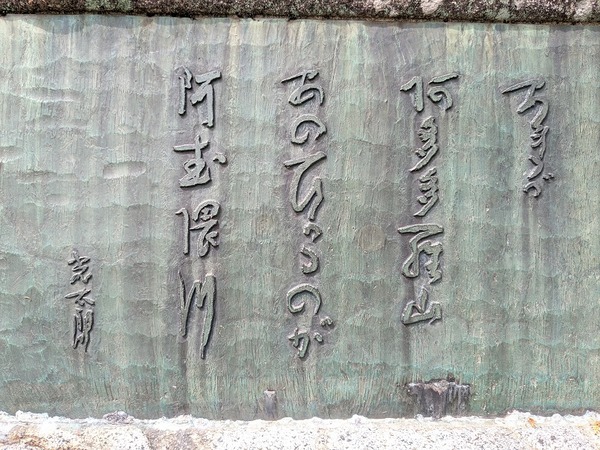 あれが
阿多多羅山
あのひかるのが
阿武隈川
光太郎